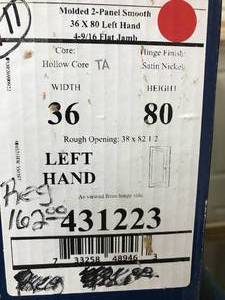 Molded 2-Panel Smooth
36 X 80 Left Hand
4-9/16 Flat Jamb
Core: Hinge Finish:
Hollow Core TA Satin Nickel
WIDTH HEIGHT
36 80
Rough Opening: 38 x 82 1/2
LEFT
HAND
As viewed from hinge side
Reg
162.00
431223
7 33258 48946 3